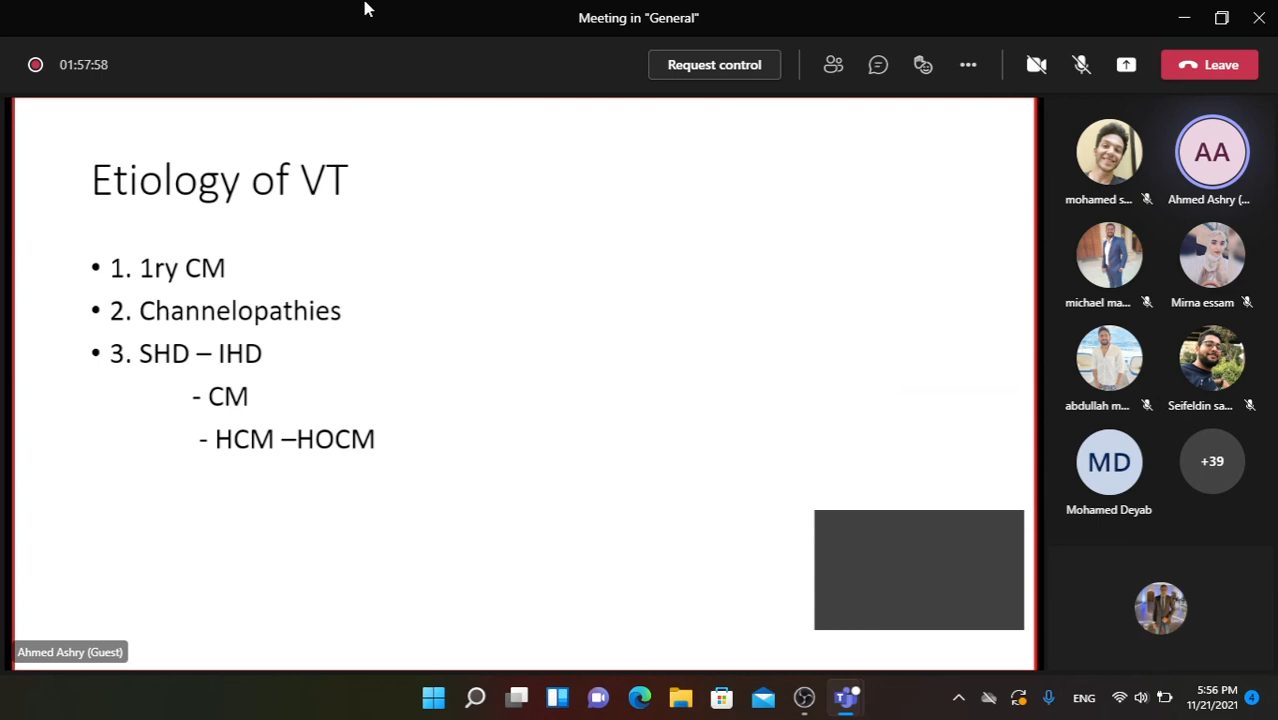 Meeting in "General"
01:57:58
Request control
Leave
Etiology of VT
• 1. 1ry CM
• 2. Channelopathies
• 3. SHD – IHD
- CM
- HCM –HOCM
AA
mohamed s...
Ahmed Ashry (...
michael ma...
Mirna essam
abdullah m...
Seifeldin sa...
MD
+39
Mohamed Deyab
Ahmed Ashry (Guest)
ENG
5:56 PM
11/21/2021
4